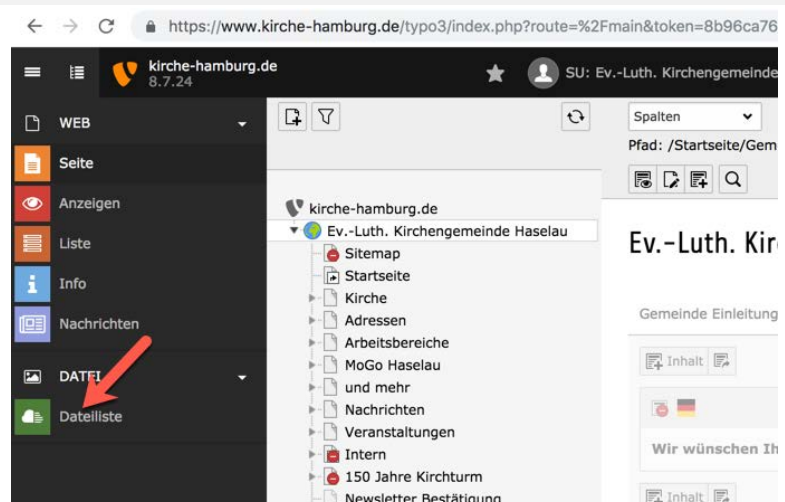 https://www.kirche-hamburg.de/typo3/index.php?route=%2Fmain&token=8b96ca76
kirche-hamburg.de
8.7.24
SU: Ev.-Luth. Kirchengemeinde
WEB
Seite
Anzeigen
Liste
Info
Nachrichten
DATEI
Dateiliste
kirche-hamburg.de
Ev.-Luth. Kirchengemeinde Haselau
Sitemap
Startseite
Kirche
Adressen
Arbeitsbereiche
MoGo Haselau
und mehr
Nachrichten
Veranstaltungen
Intern
150 Jahre Kirchturm
Newsletter Bestätigung
Spalten
Pfad: /Startseite/Gem
Ev.-Luth. Kir
Gemeinde Einleitung
Inhalt
Wir wünschen Ih
Inhalt